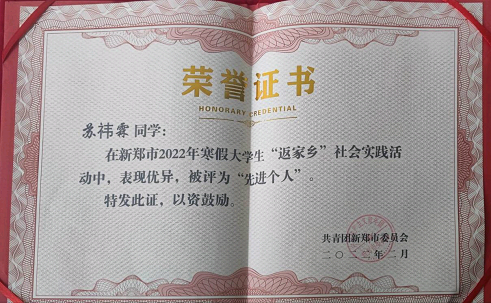 荣誉证书
HONORARY CREDENTIAL
苏祎霖 同学：
在新郑市2022年寒假大学生“返家乡”社会实践活
动中，表现优异，被评为“先进个人”。
特发此证，以资鼓励。
共青团新郑市委员会
二〇二二年二月